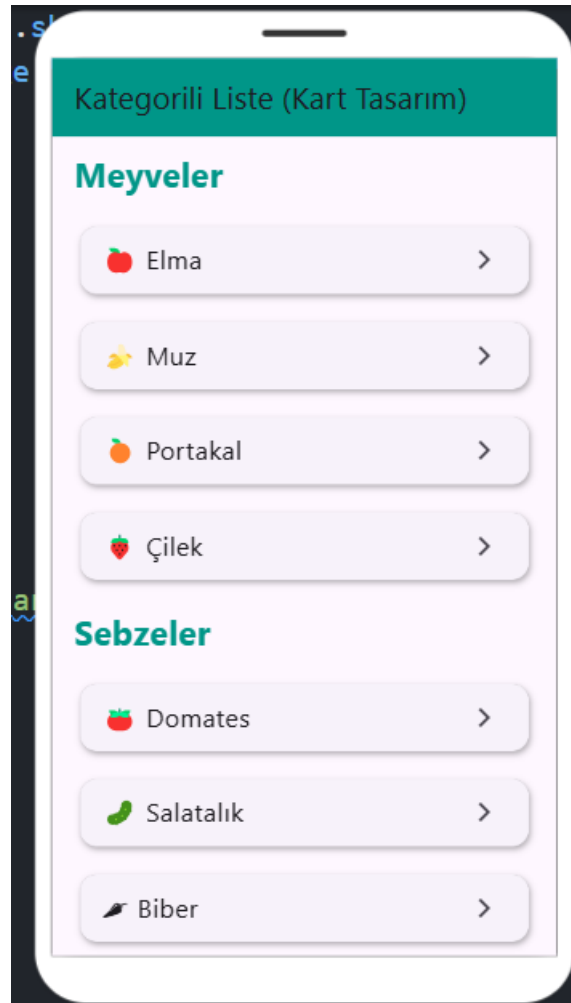 .s
e
Kategorili Liste (Kart Tasarım)
Meyveler
🍎 Elma
🍌 Muz
🍊 Portakal
🍓 Çilek
a
Sebzeler
🍅 Domates
🥒 Salatalık
🌶 Biber